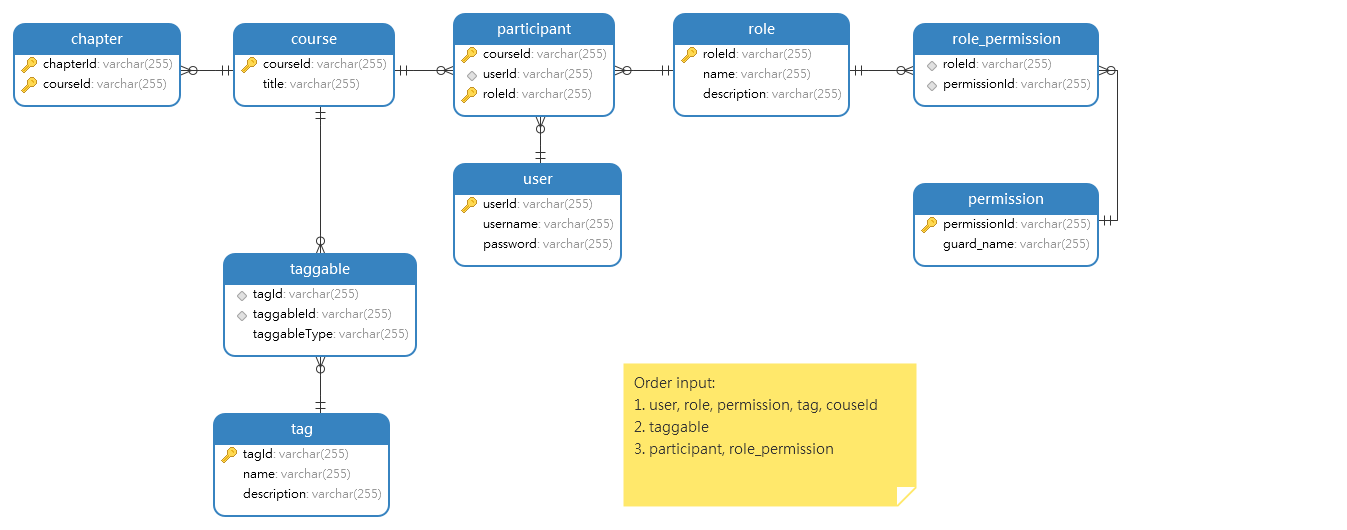 chapter
chapterId: varchar(255)
courseId: varchar(255)
course
courseId: varchar(255)
title: varchar(255)
participant
courseId: varchar(255)
userId: varchar(255)
roleId: varchar(255)
role
roleId: varchar(255)
name: varchar(255)
description: varchar(255)
role_permission
roleId: varchar(255)
permissionId: varchar(255)
user
userId: varchar(255)
username: varchar(255)
password: varchar(255)
permission
permissionId: varchar(255)
guard_name: varchar(255)
taggable
tagId: varchar(255)
taggableId: varchar(255)
taggableType: varchar(255)
tag
tagId: varchar(255)
name: varchar(255)
description: varchar(255)
Order input:
1. user, role, permission, tag, couseId
2. taggable
3. participant, role_permission